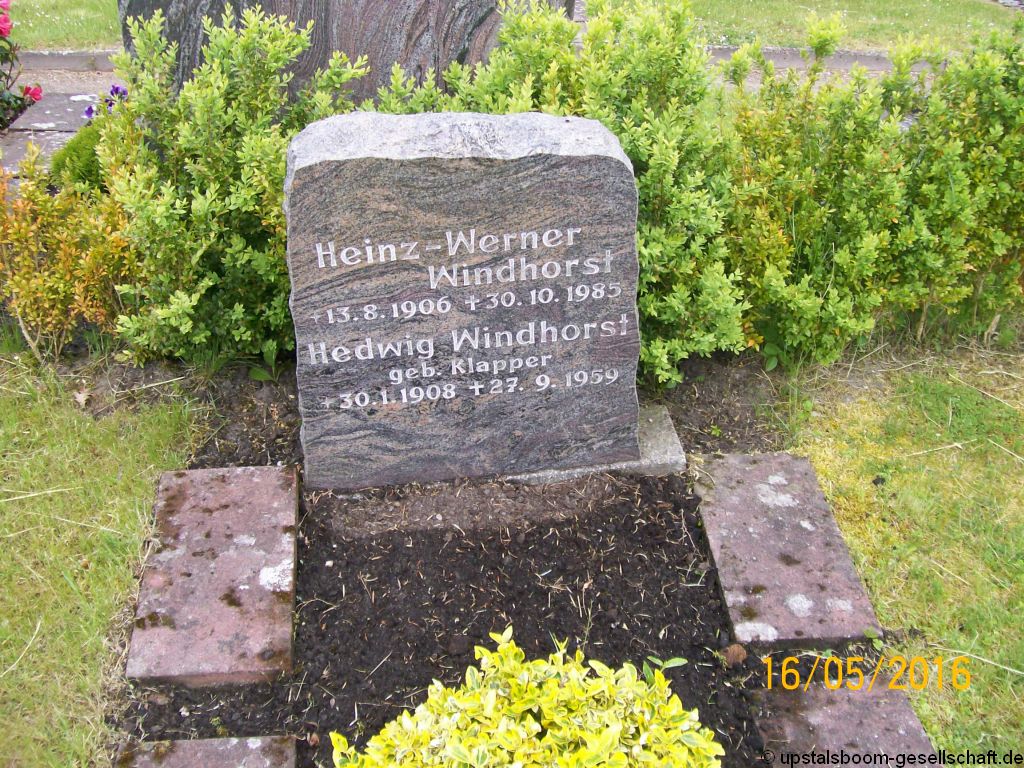 Heinz-Werner
Windhorst
*13.8.1906 +30.10.1985
Hedwig Windhorst
geb. Klapper
*30.1.1908 +27.9.1959
16/05/2016
© upstalsboom-gesellschaft.de